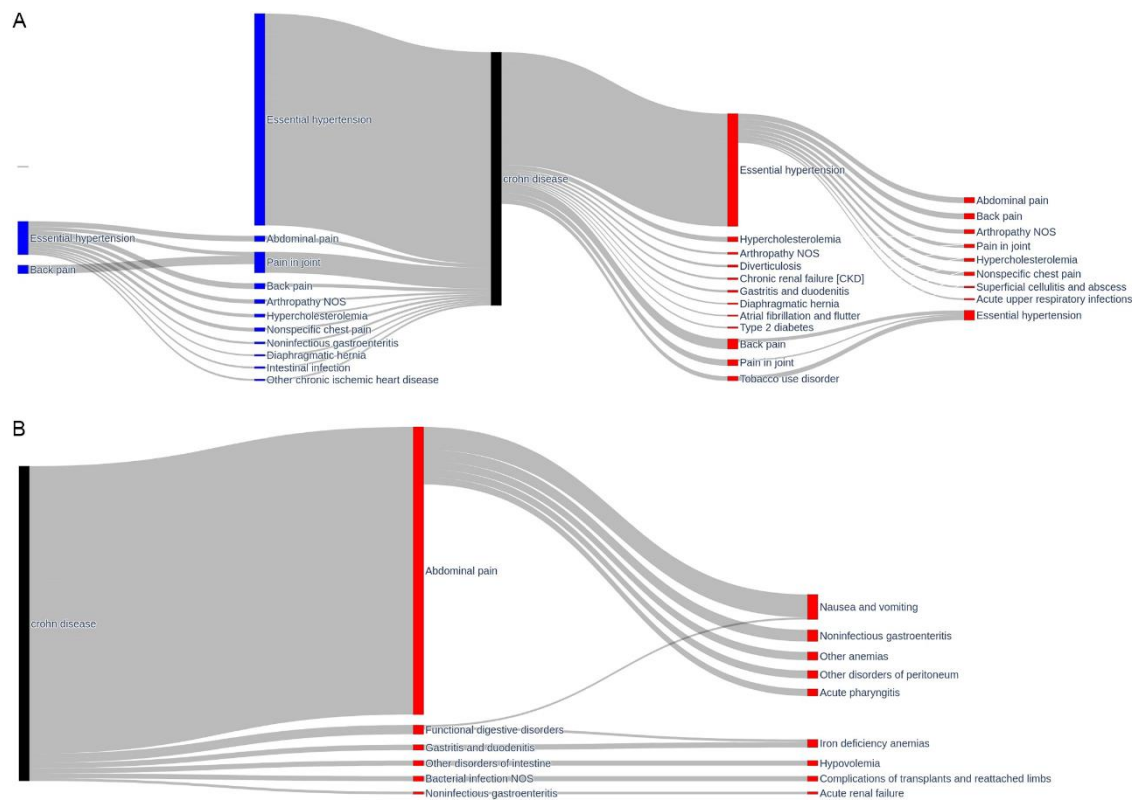 A
Essential hypertension
Back pain
Essential hypertension
Abdominal pain
Pain in joint
Back pain
Arthropathy NOS
Hypercholesterolemia
Nonspecific chest pain
Noninfectious gastroenteritis
Diaphragmatic hernia
Intestinal infection
Other chronic ischemic heart disease
crohn disease
Essential hypertension
Hypercholesterolemia
Arthropathy NOS
Diverticulosis
Chronic renal failure [CKD]
Gastritis and duodenitis
Diaphragmatic hernia
Atrial fibrillation and flutter
Type 2 diabetes
Back pain
Pain in joint
Tobacco use disorder
Abdominal pain
Back pain
Arthropathy NOS
Pain in joint
Hypercholesterolemia
Nonspecific chest pain
Superficial cellulitis and abscess
Acute upper respiratory infections
Essential hypertension
B
crohn disease
Abdominal pain
Functional digestive disorders
Gastritis and duodenitis
Other disorders of intestine
Bacterial infection NOS
Noninfectious gastroenteritis
Nausea and vomiting
Noninfectious gastroenteritis
Other anemias
Other disorders of peritoneum
Acute pharyngitis
Iron deficiency anemias
Hypovolemia
Complications of transplants and reattached limbs
Acute renal failure